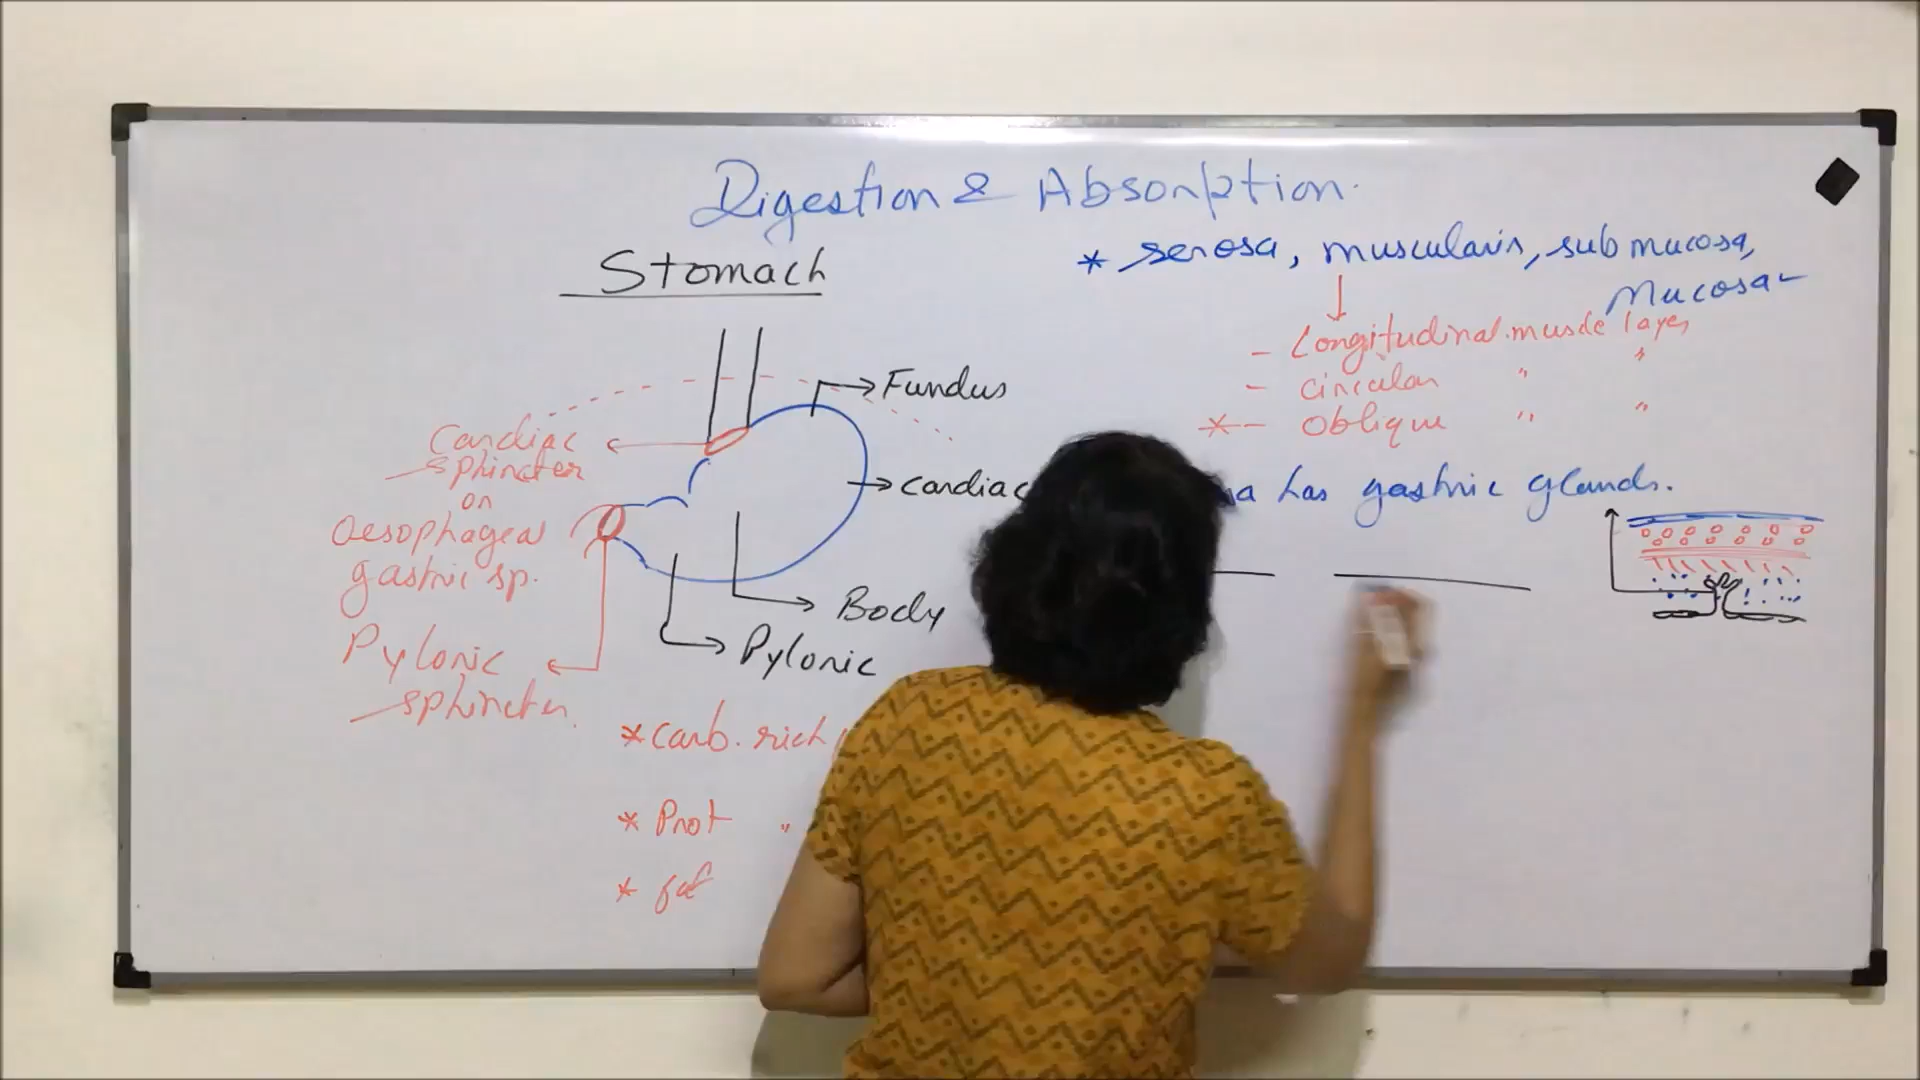 Digestion & Absorption.
Stomach
* serosa, muscularis, sub mucosa,
Mucosa
- Longitudinal muscle layer
- circular " "
* - oblique " "
has gastric glands.
Fundus
cardiac
Body
Pyloric
Cardiac
sphincter
or
Oesophageal
gastric sp.
Pyloric
sphincter.
* Carb. rich
* Prot "
* fat